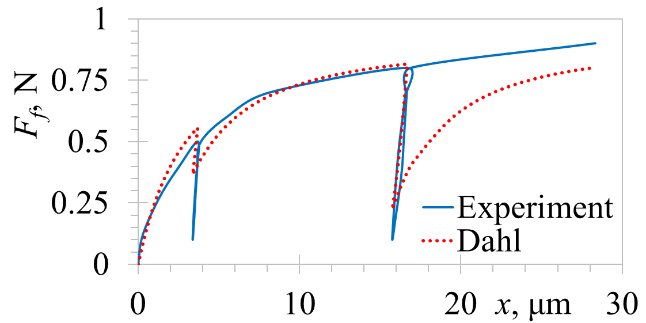 1
0.75
0.5
0.25
0
F_f, N
Experiment
Dahl
0 10 20 x, μm 30